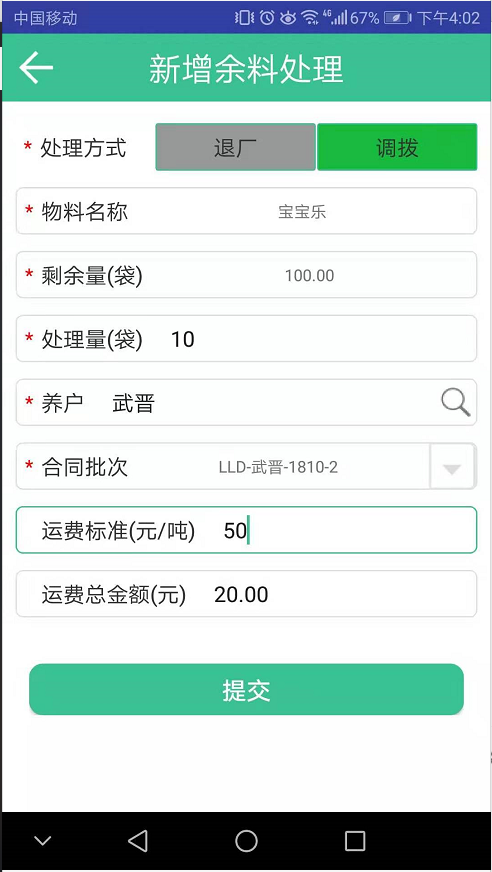 中国移动 4G 67% 下午4:02
新增余料处理
* 处理方式 退厂 调拨
* 物料名称 宝宝乐
* 剩余量(袋) 100.00
* 处理量(袋) 10
* 养户 武晋
* 合同批次 LLD-武晋-1810-2
运费标准(元/吨) 50
运费总金额(元) 20.00
提交